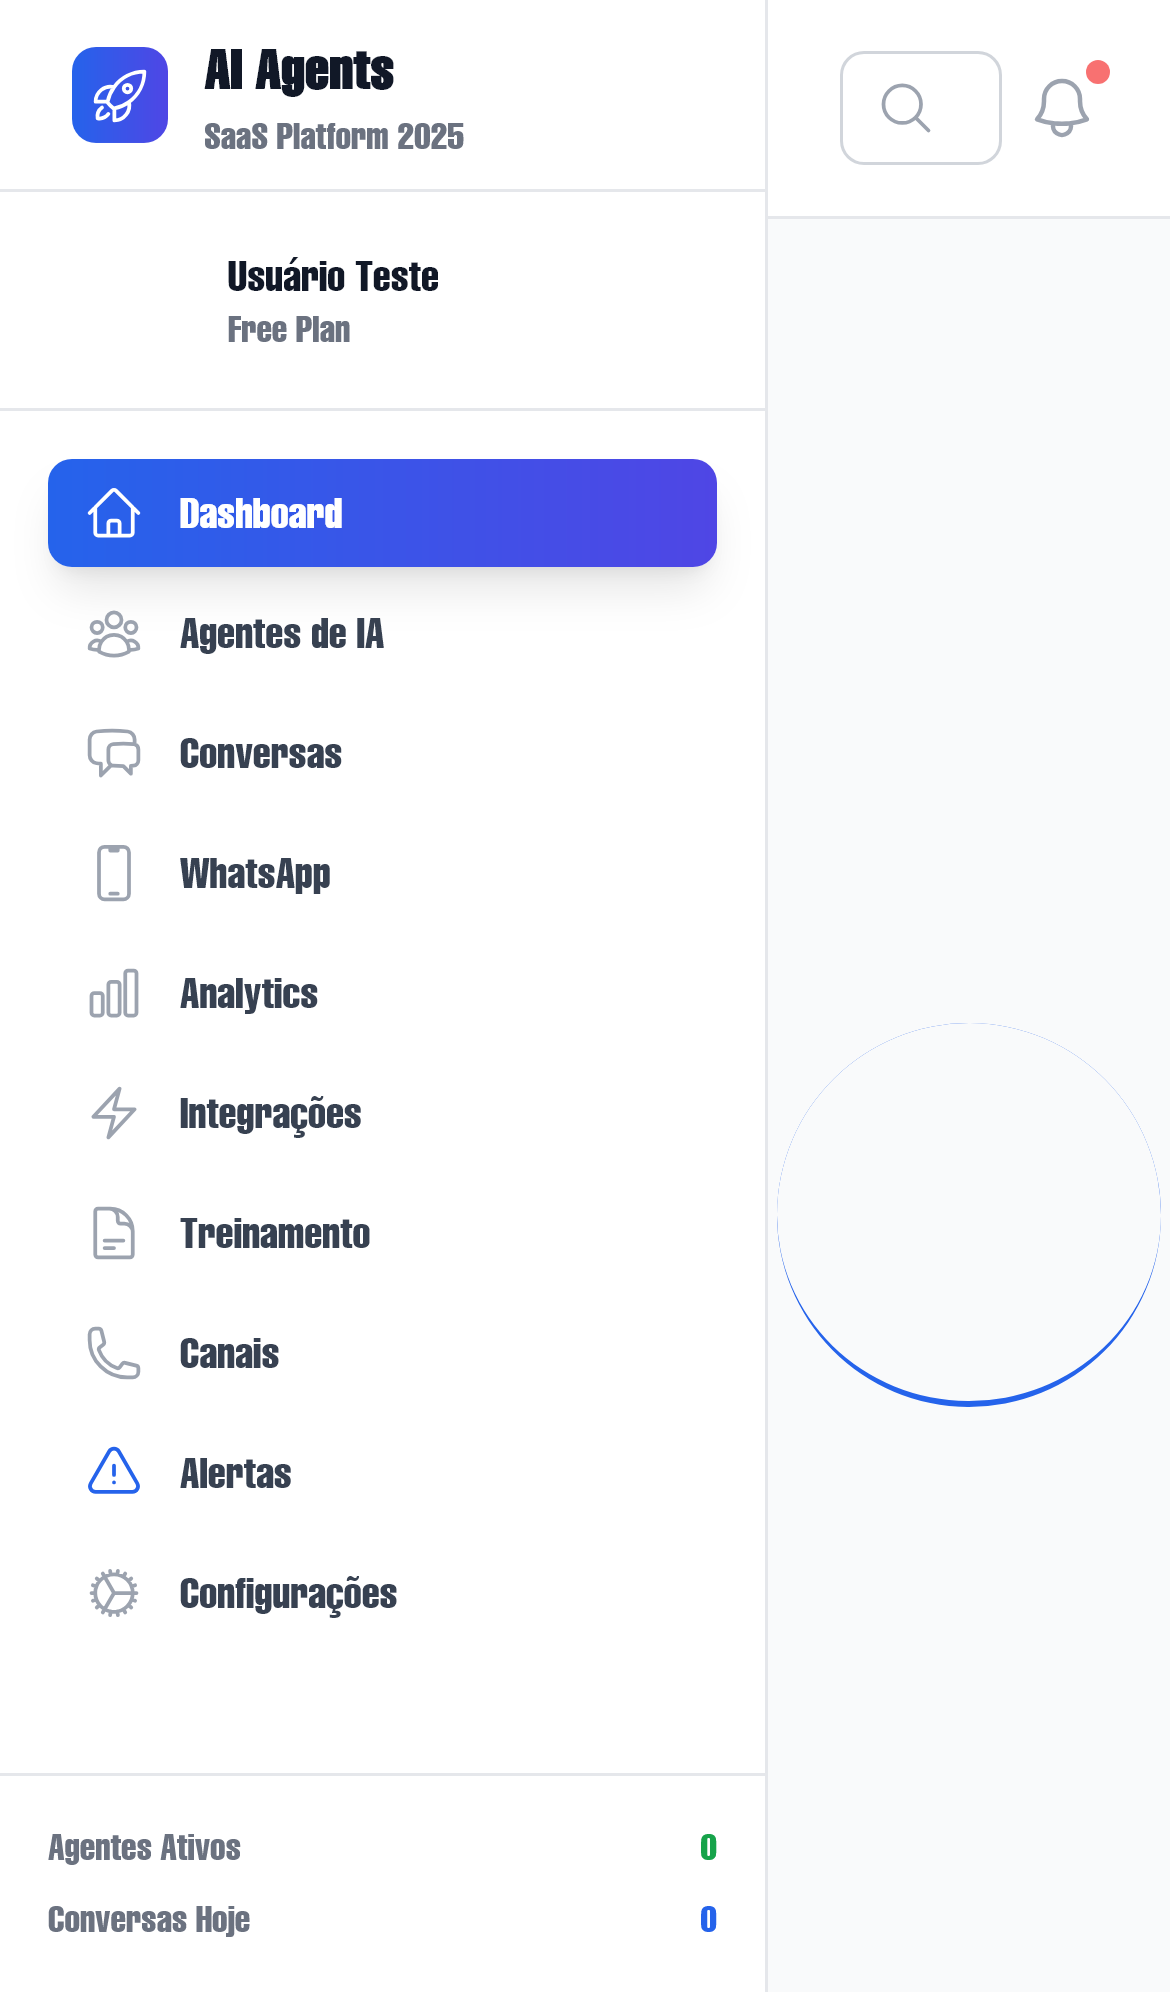 AI Agents
SaaS Platform 2025
Usuário Teste
Free Plan
Dashboard
Agentes de IA
Conversas
WhatsApp
Analytics
Integrações
Treinamento
Canais
Alertas
Configurações
Agentes Ativos 0
Conversas Hoje 0